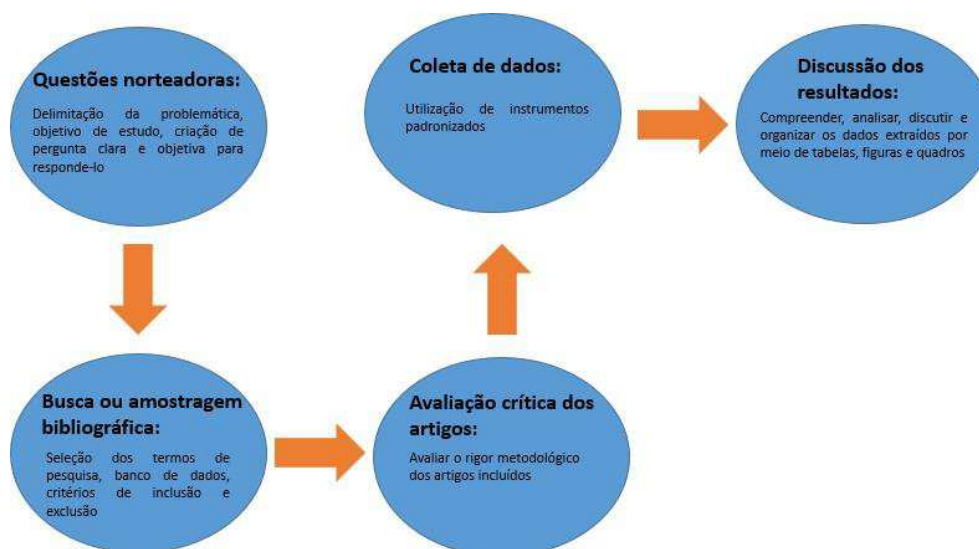 Questões norteadoras:
Delimitação da problemática,
objetivo de estudo, criação de
pergunta clara e objetiva para
responde-lo
Busca ou amostragem
bibliográfica:
Seleção dos termos de
pesquisa, banco de dados,
critérios de inclusão e
exclusão
Avaliação crítica dos
artigos:
Avaliar o rigor metodológico
dos artigos incluídos
Coleta de dados:
Utilização de instrumentos
padronizados
Discussão dos
resultados:
Compreender, analisar, discutir e
organizar os dados extraídos por
meio de tabelas, figuras e quadros